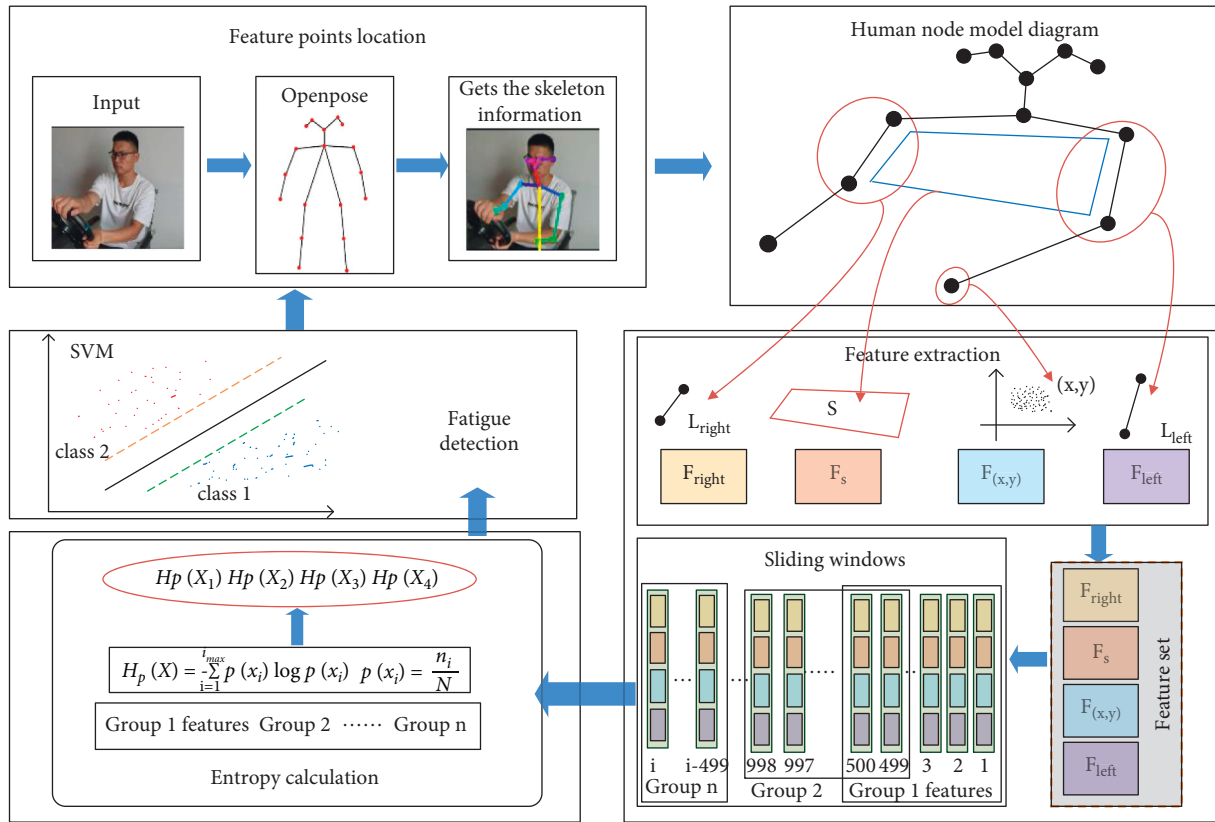 Feature points location
Input
Openpose
Gets the skeleton
information
Human node model diagram
SVM
class 2
class 1
Fatigue
detection
Feature extraction
L_right
S
(x,y)
L_left
F_right
F_s
F_(x,y)
F_left
Sliding windows
F_right
F_s
F_(x,y)
F_left
Feature set
... ... ......
i i-499 998 997 500 499 3 2 1
Group n Group 2 Group 1 features
Hp (X_1) Hp (X_2) Hp (X_3) Hp (X_4)
H_p (X) = -∑_{i=1}^{i_max} p (x_i) log p (x_i) p (x_i) = n_i/N
Group 1 features Group 2 ...... Group n
Entropy calculation